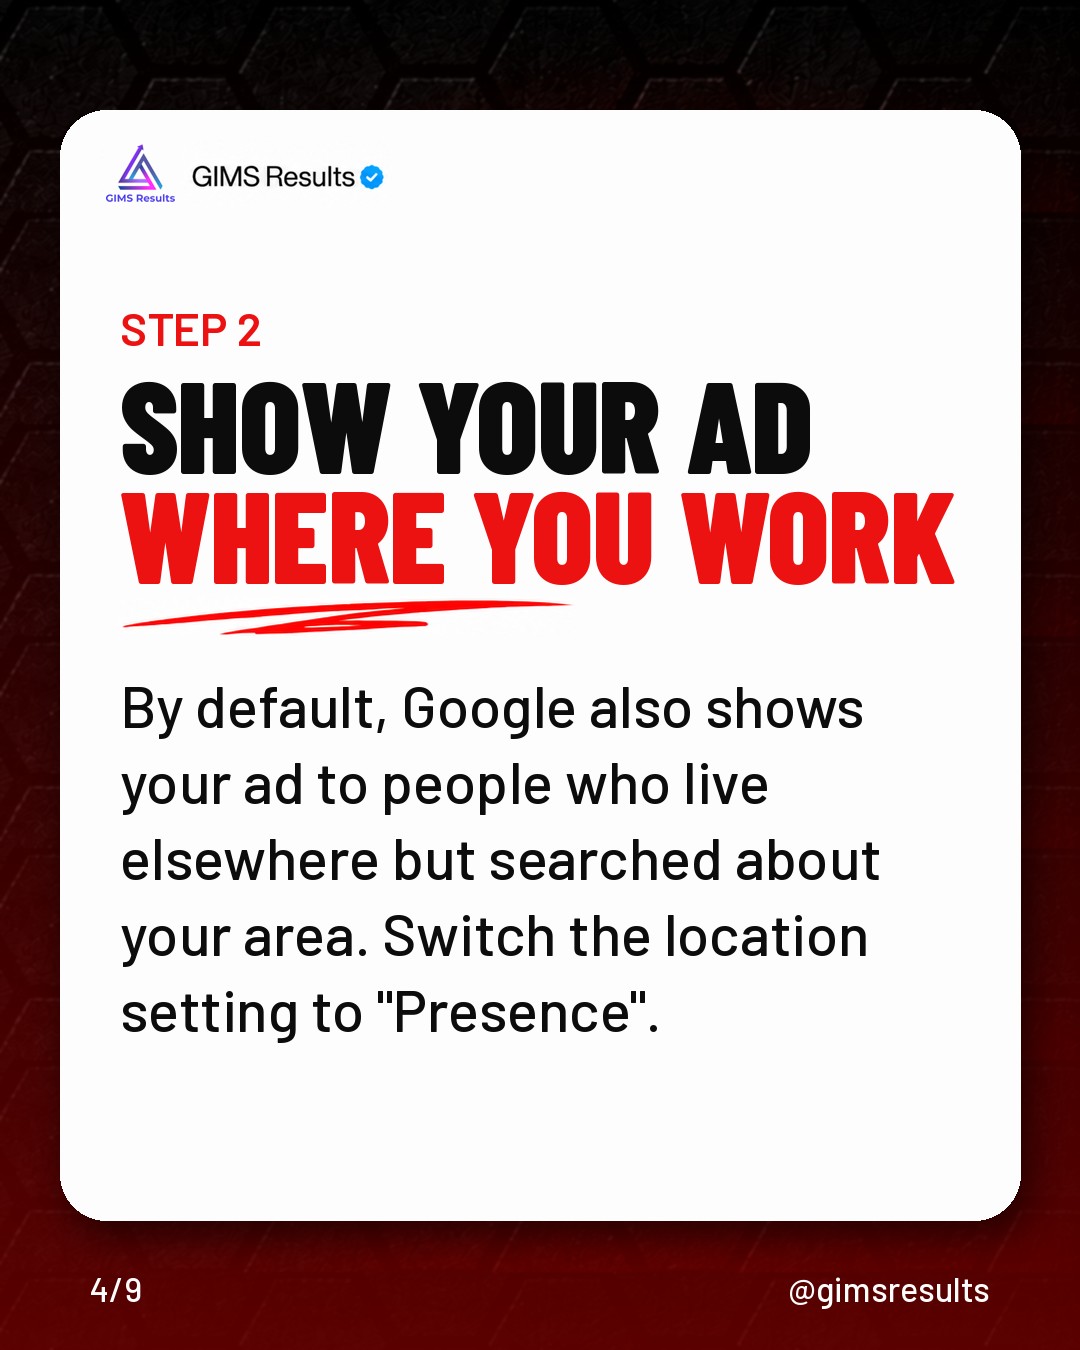 GIMS Results
GIMS Results
STEP 2
SHOW YOUR AD
WHERE YOU WORK
By default, Google also shows
your ad to people who live
elsewhere but searched about
your area. Switch the location
setting to "Presence".
4/9
@gimsresults